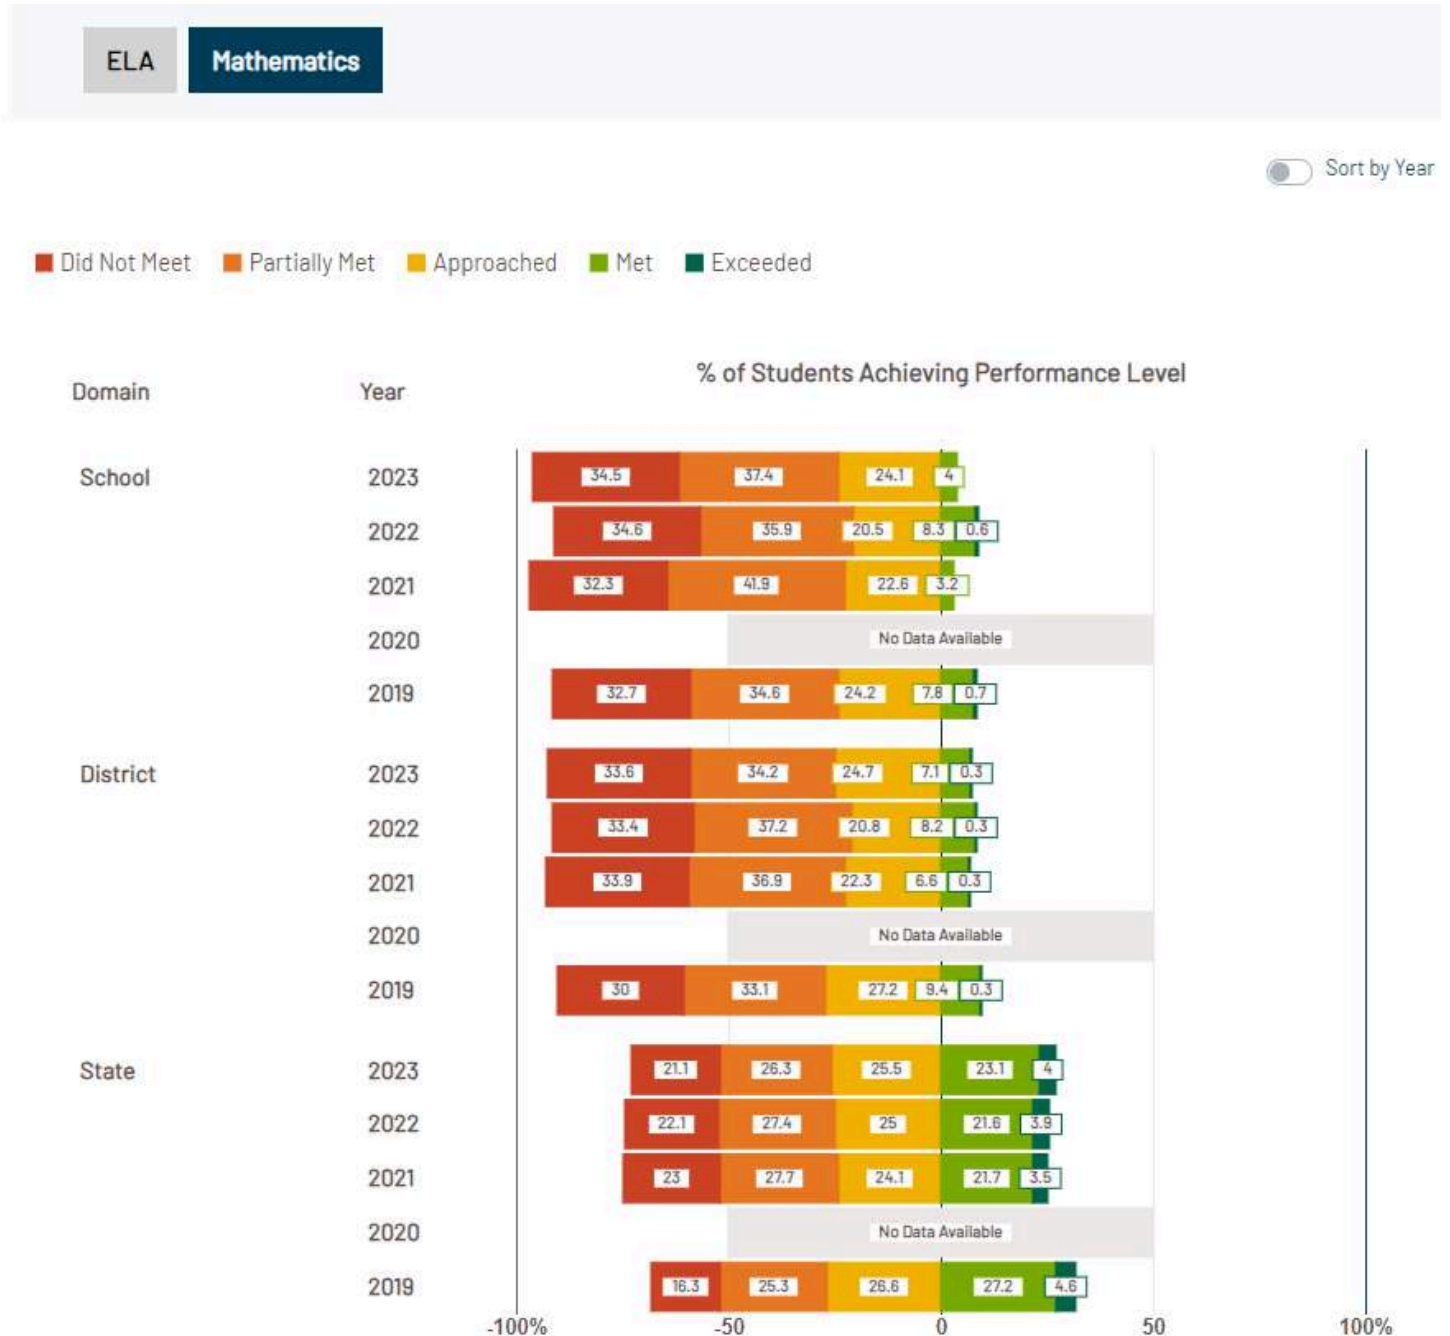 ELA Mathematics
Sort by Year
Did Not Meet Partially Met Approached Met Exceeded
% of Students Achieving Performance Level
Domain Year
School 2023 34.5 37.4 24.1 4
2022 34.6 35.9 20.5 8.3 0.6
2021 32.3 41.9 22.6 3.2
2020 No Data Available
2019 32.7 34.6 24.2 7.8 0.7
District 2023 33.6 34.2 24.7 7.1 0.3
2022 33.4 37.2 20.8 8.2 0.3
2021 33.9 36.9 22.3 6.6 0.3
2020 No Data Available
2019 30 33.1 27.2 9.4 0.3
State 2023 21.1 26.3 25.5 23.1 4
2022 22.1 27.4 25 21.6 3.9
2021 23 27.7 24.1 21.7 3.5
2020 No Data Available
2019 16.3 25.3 26.6 27.2 4.6
-100% -50 0 50 100%